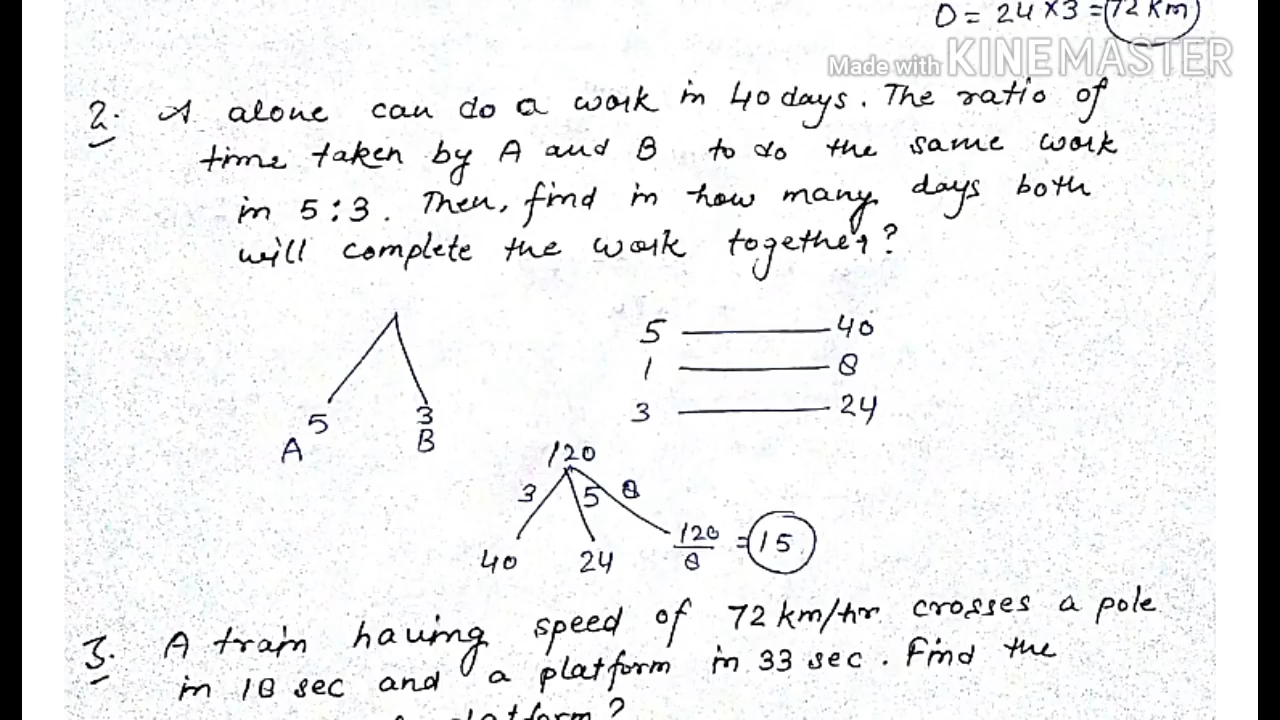 D = 24 × 3 = 72 km
Made with KINEMASTER
2. A alone can do a work in 40 days. The ratio of
time taken by A and B to do the same work
in 5:3. Then, find in how many days both
will complete the work together?
5 40
1 8
3 24
5 3
A B
120
3 5 8
40 24 120/8 = 15
3. A train having speed of 72 km/hr crosses a pole
in 18 sec and a platform in 33 sec. Find the
platform?